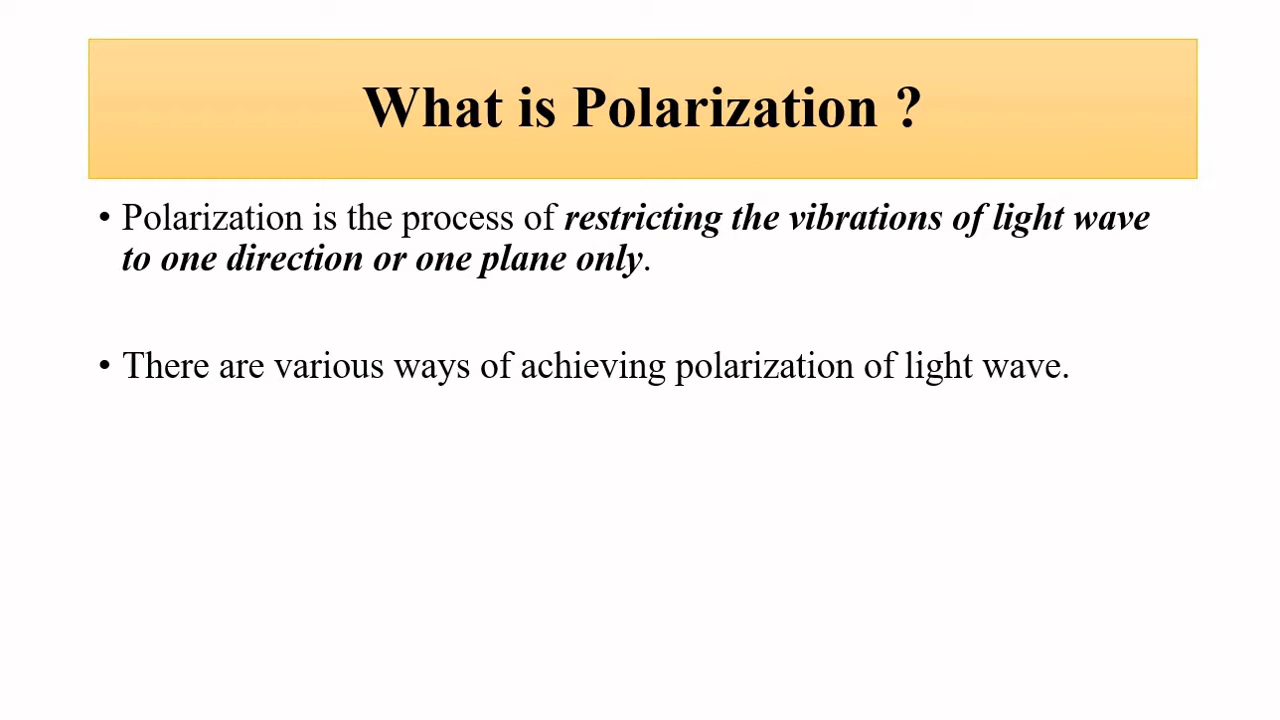 What is Polarization ?
• Polarization is the process of restricting the vibrations of light wave
to one direction or one plane only.
• There are various ways of achieving polarization of light wave.